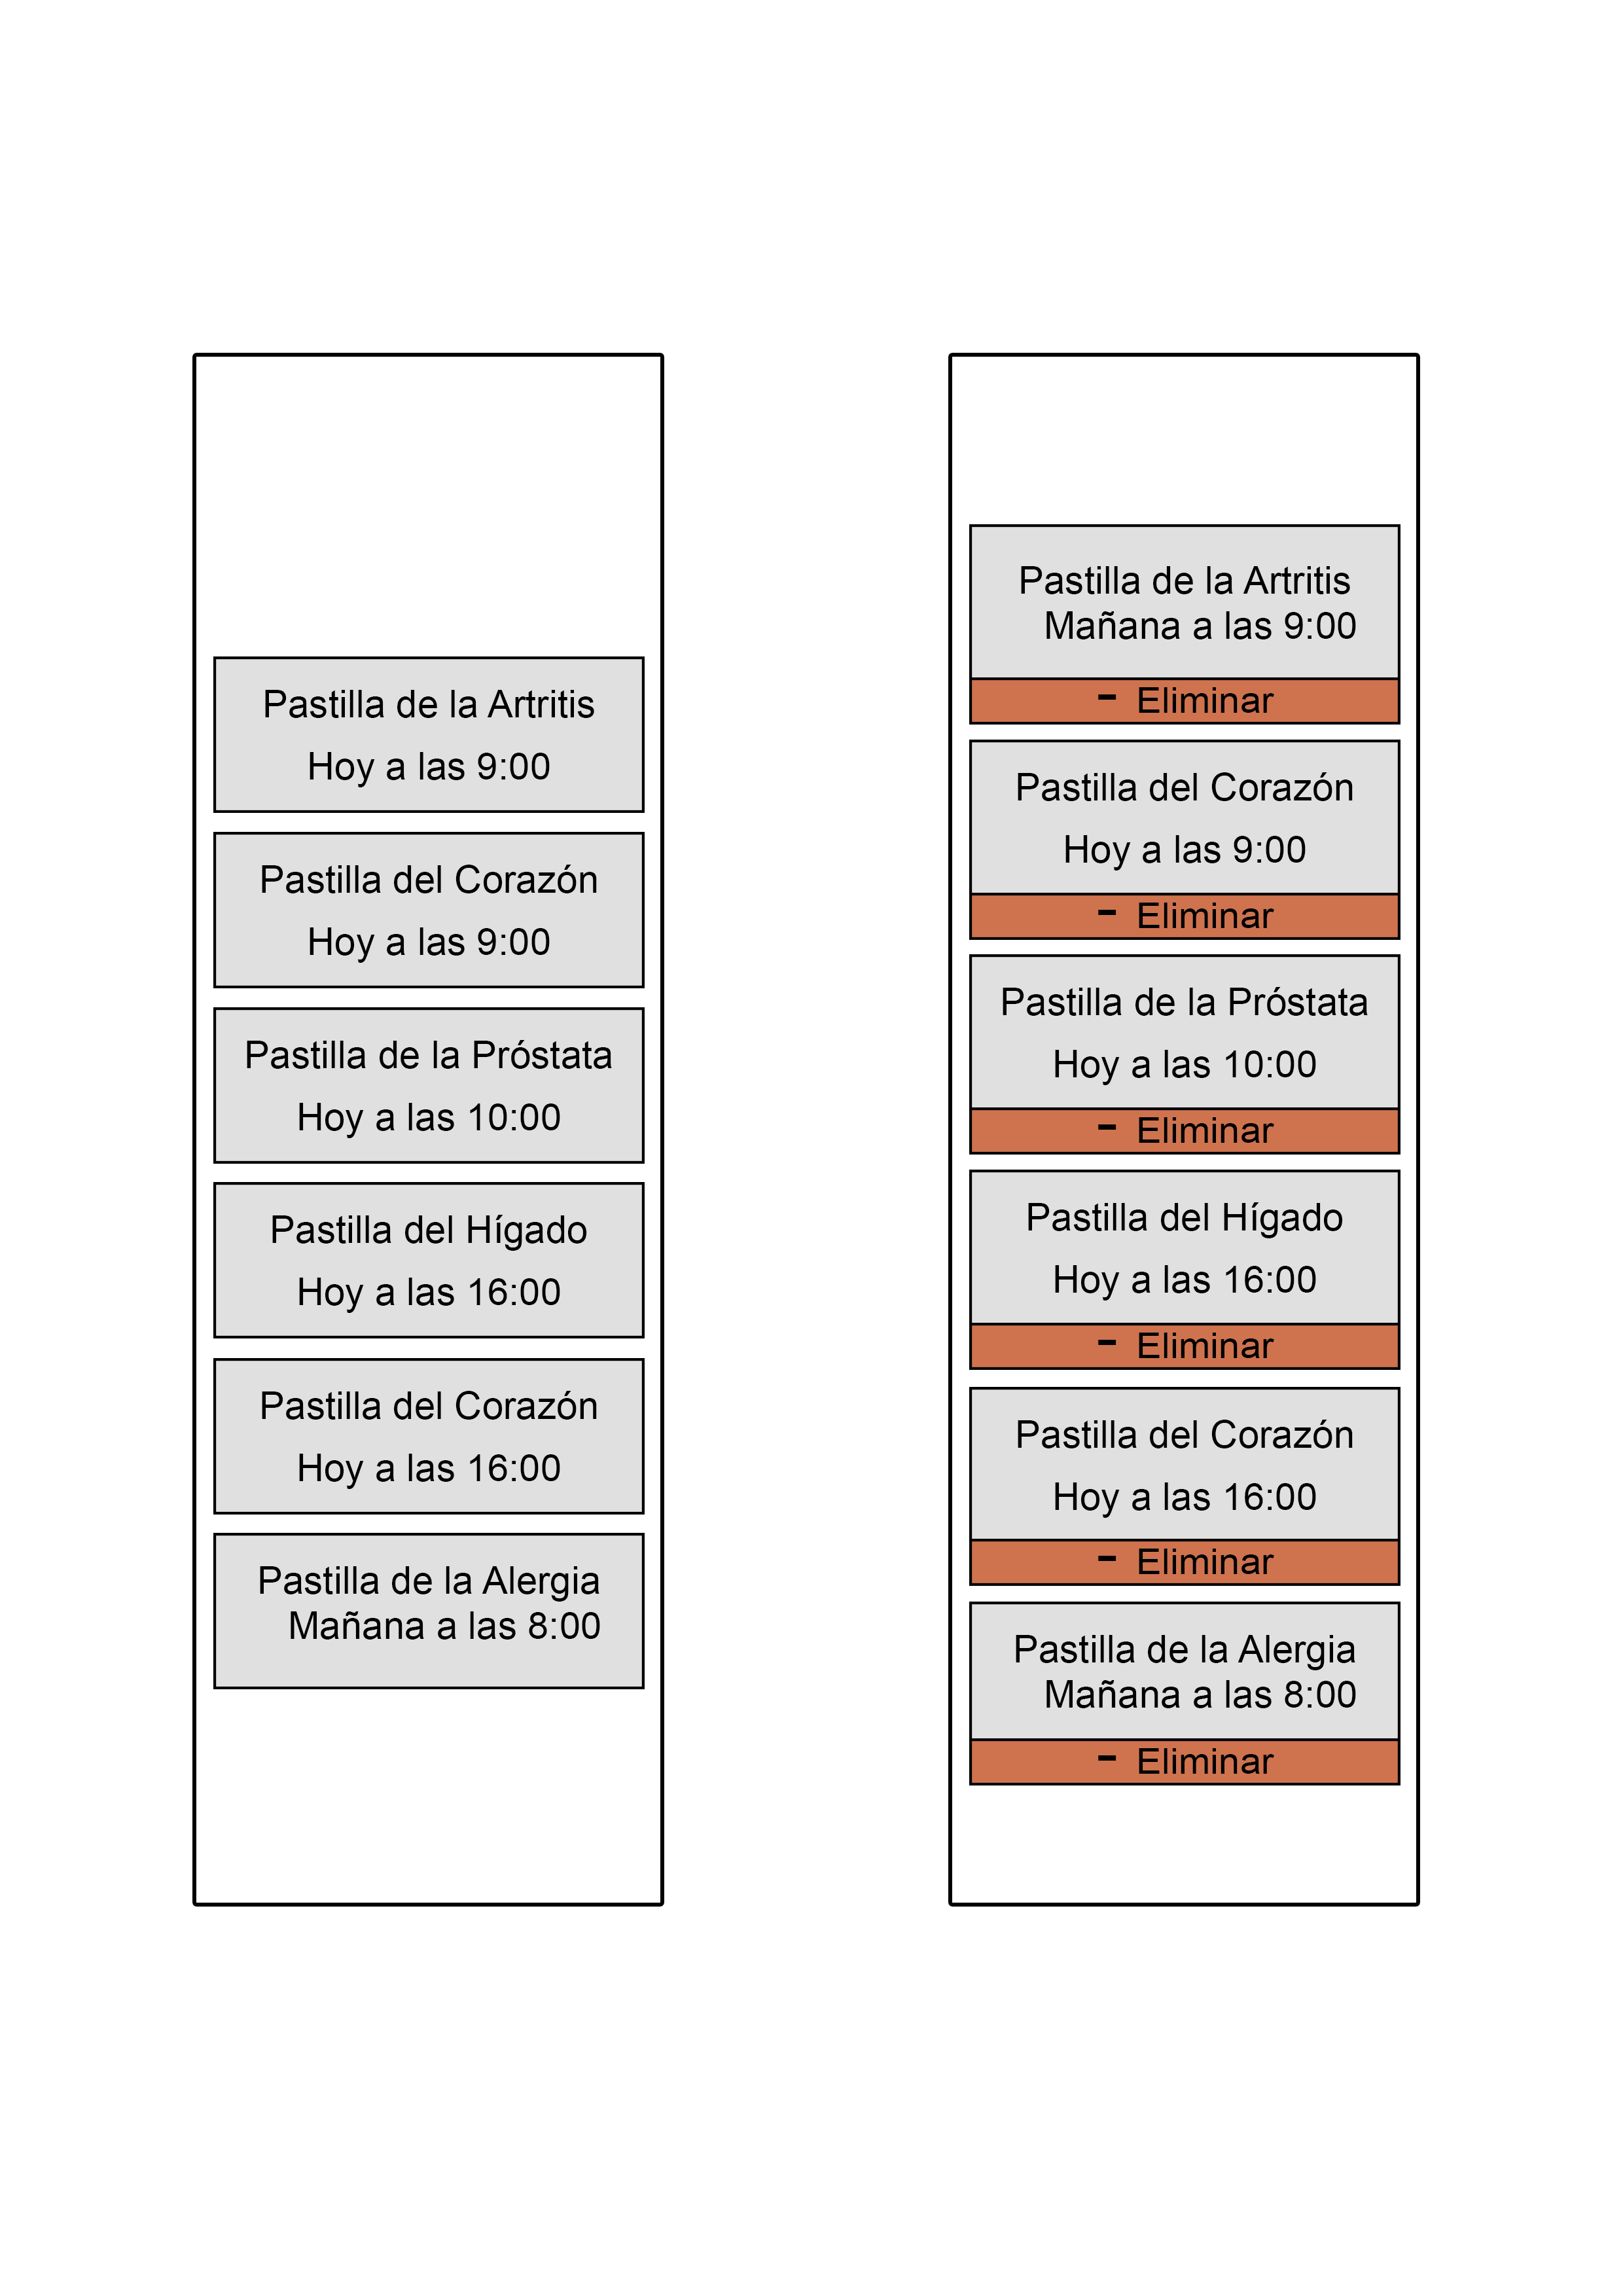 Pastilla de la Artritis
Hoy a las 9:00
Pastilla del Corazón
Hoy a las 9:00
Pastilla de la Próstata
Hoy a las 10:00
Pastilla del Hígado
Hoy a las 16:00
Pastilla del Corazón
Hoy a las 16:00
Pastilla de la Alergia
Mañana a las 8:00
Pastilla de la Artritis
Mañana a las 9:00
- Eliminar
Pastilla del Corazón
Hoy a las 9:00
- Eliminar
Pastilla de la Próstata
Hoy a las 10:00
- Eliminar
Pastilla del Hígado
Hoy a las 16:00
- Eliminar
Pastilla del Corazón
Hoy a las 16:00
- Eliminar
Pastilla de la Alergia
Mañana a las 8:00
- Eliminar